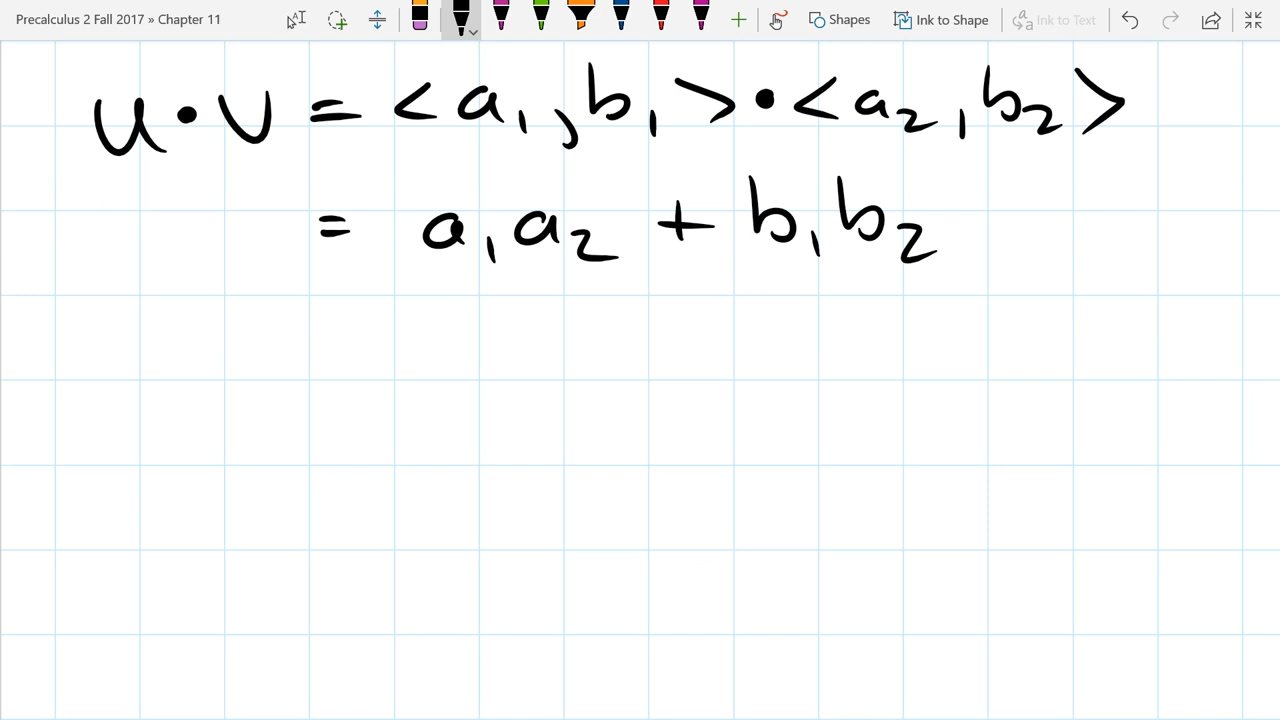 Precalculus 2 Fall 2017 » Chapter 11 Shapes Ink to Shape Ink to Text
u • v = <a₁, b₁> • <a₂, b₂>
= a₁a₂ + b₁b₂